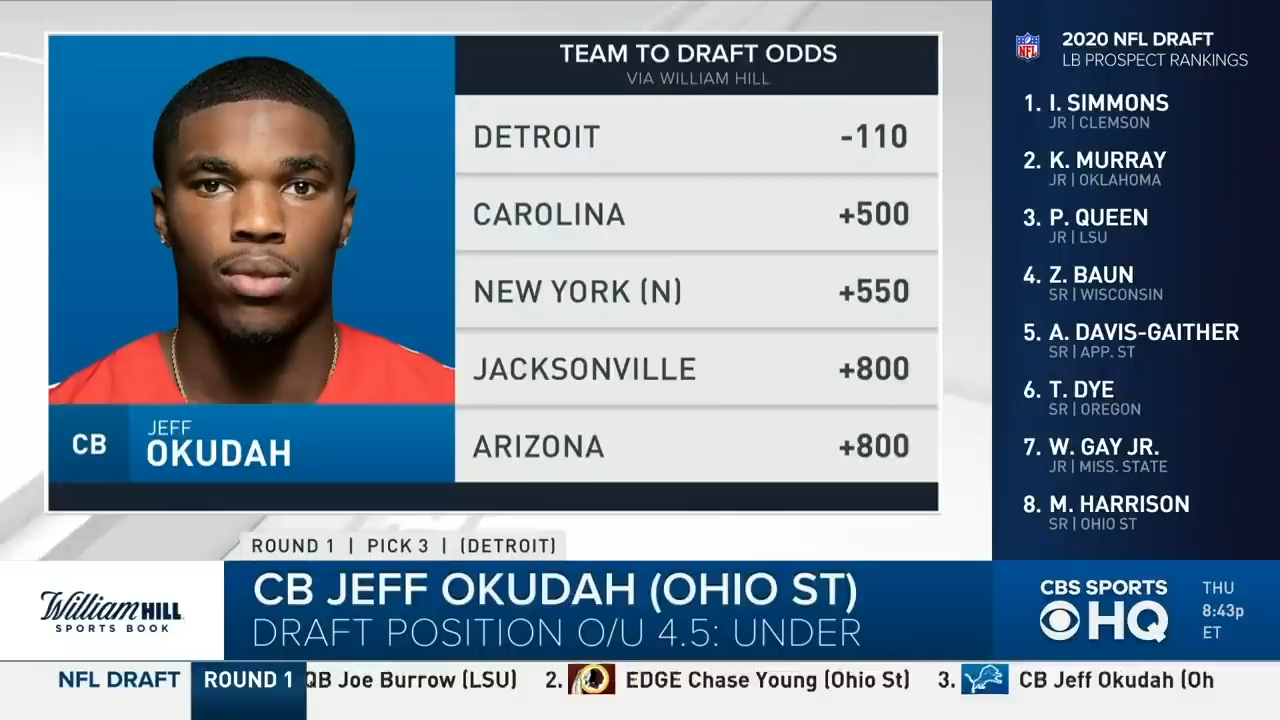 TEAM TO DRAFT ODDS
VIA WILLIAM HILL
DETROIT -110
CAROLINA +500
NEW YORK (N) +550
JACKSONVILLE +800
ARIZONA +800
CB
JEFF
OKUDAH
NFL
2020 NFL DRAFT
LB PROSPECT RANKINGS
1. I. SIMMONS
JR | CLEMSON
2. K. MURRAY
JR | OKLAHOMA
3. P. QUEEN
JR | LSU
4. Z. BAUN
SR | WISCONSIN
5. A. DAVIS-GAITHER
SR | APP. ST
6. T. DYE
SR | OREGON
7. W. GAY JR.
JR | MISS. STATE
8. M. HARRISON
SR | OHIO ST
ROUND 1 | PICK 3 | (DETROIT)
William HILL
SPORTS BOOK
CB JEFF OKUDAH (OHIO ST)
DRAFT POSITION O/U 4.5: UNDER
CBS SPORTS
HQ
THU
8:43p
ET
NFL DRAFT ROUND 1 QB Joe Burrow (LSU) 2. EDGE Chase Young (Ohio St) 3. CB Jeff Okudah (Oh